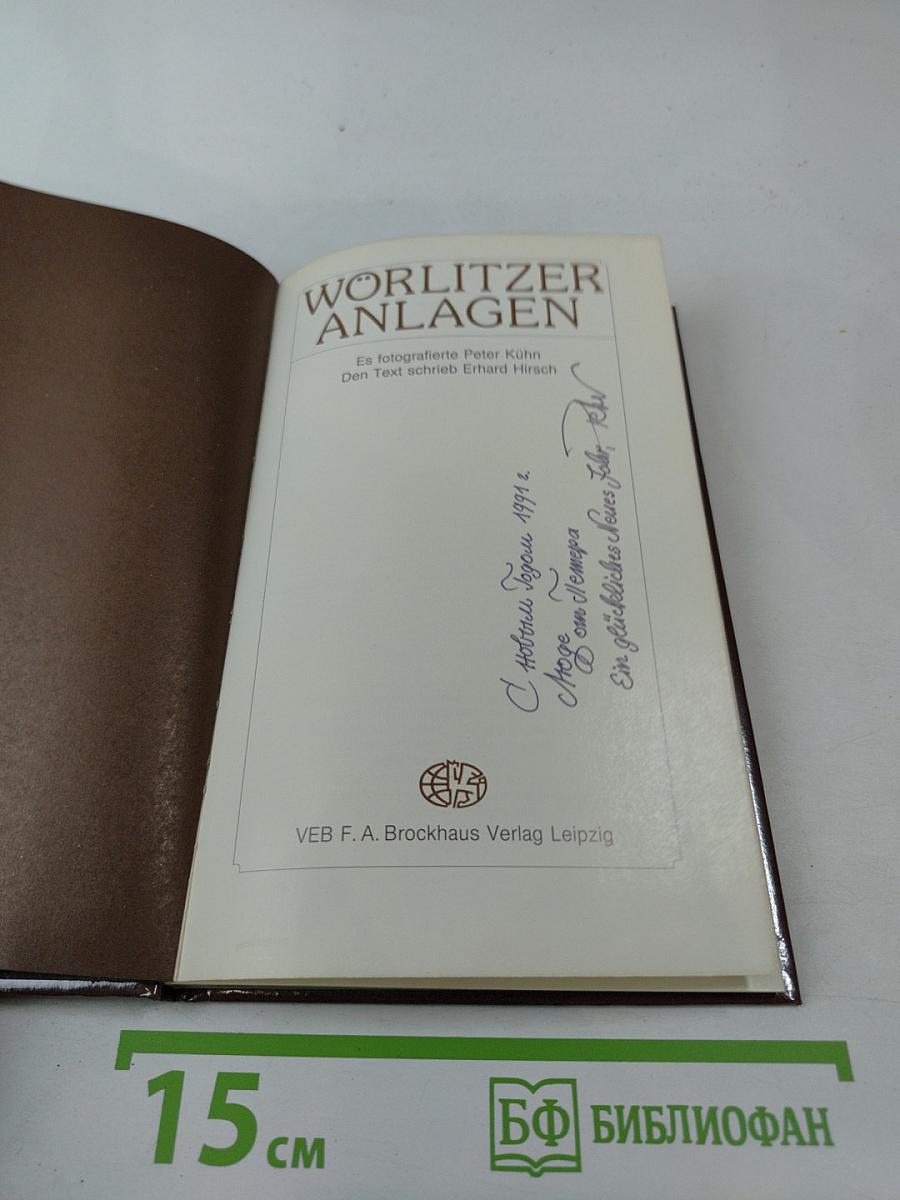 WÖRLITZER
ANLAGEN
Es fotografierte Peter Kühn
Den Text schrieb Erhard Hirsch
С новым Годом 1991 г.
Люде
от Петера
Ein glückliches Neues Jahr,
VEB F. A. Brockhaus Verlag Leipzig
15 см
БФ БИБЛИОФАН